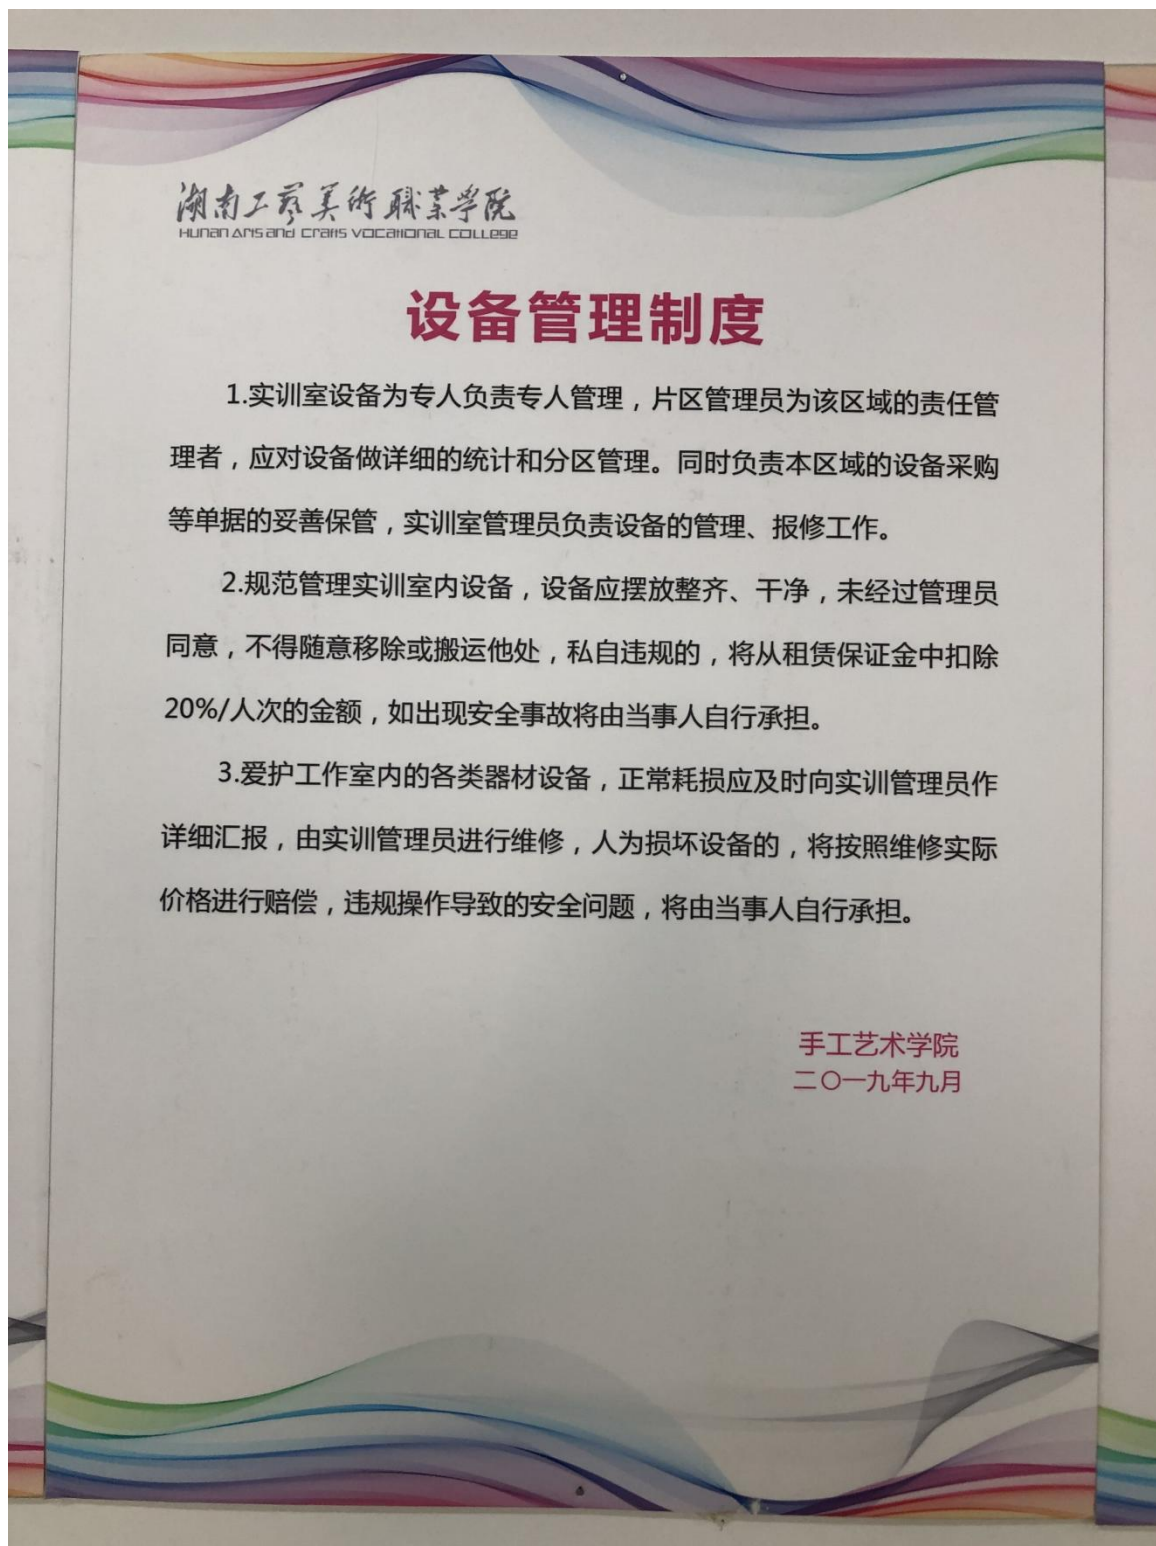 湖南工藝美術職業學院
Hunan Arts and Crafts Vocational College
设备管理制度
1.实训室设备为专人负责专人管理，片区管理员为该区域的责任管
理者，应对设备做详细的统计和分区管理。同时负责本区域的设备采购
等单据的妥善保管，实训室管理员负责设备的管理、报修工作。
2.规范管理实训室内设备，设备应摆放整齐、干净，未经过管理员
同意，不得随意移除或搬运他处，私自违规的，将从租赁保证金中扣除
20%/人次的金额，如出现安全事故将由当事人自行承担。
3.爱护工作室内的各类器材设备，正常耗损应及时向实训管理员作
详细汇报，由实训管理员进行维修，人为损坏设备的，将按照维修实际
价格进行赔偿，违规操作导致的安全问题，将由当事人自行承担。
手工艺术学院
二〇一九年九月